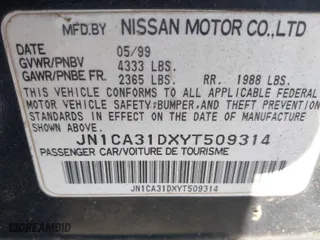 MFD.BY NISSAN MOTOR CO.,LTD
DATE 05/99
GVWR/PNBV 4333 LBS.
GAWR/PNBE FR. 2365 LBS. RR. 1988 LBS.
THIS VEHICLE CONFORMS TO ALL APPLICABLE FEDERAL
MOTOR VEHICLE SAFETY, BUMPER, AND THEFT PREVENTION
STANDARDS IN EFFECT ON THE DATE OF MANUFACTURE
SHOWN ABOVE.
JN1CA31DXYT509314
PASSENGER CAR/VOITURE DE TOURISME
JN1CA31DXYT509314
DREAMBID